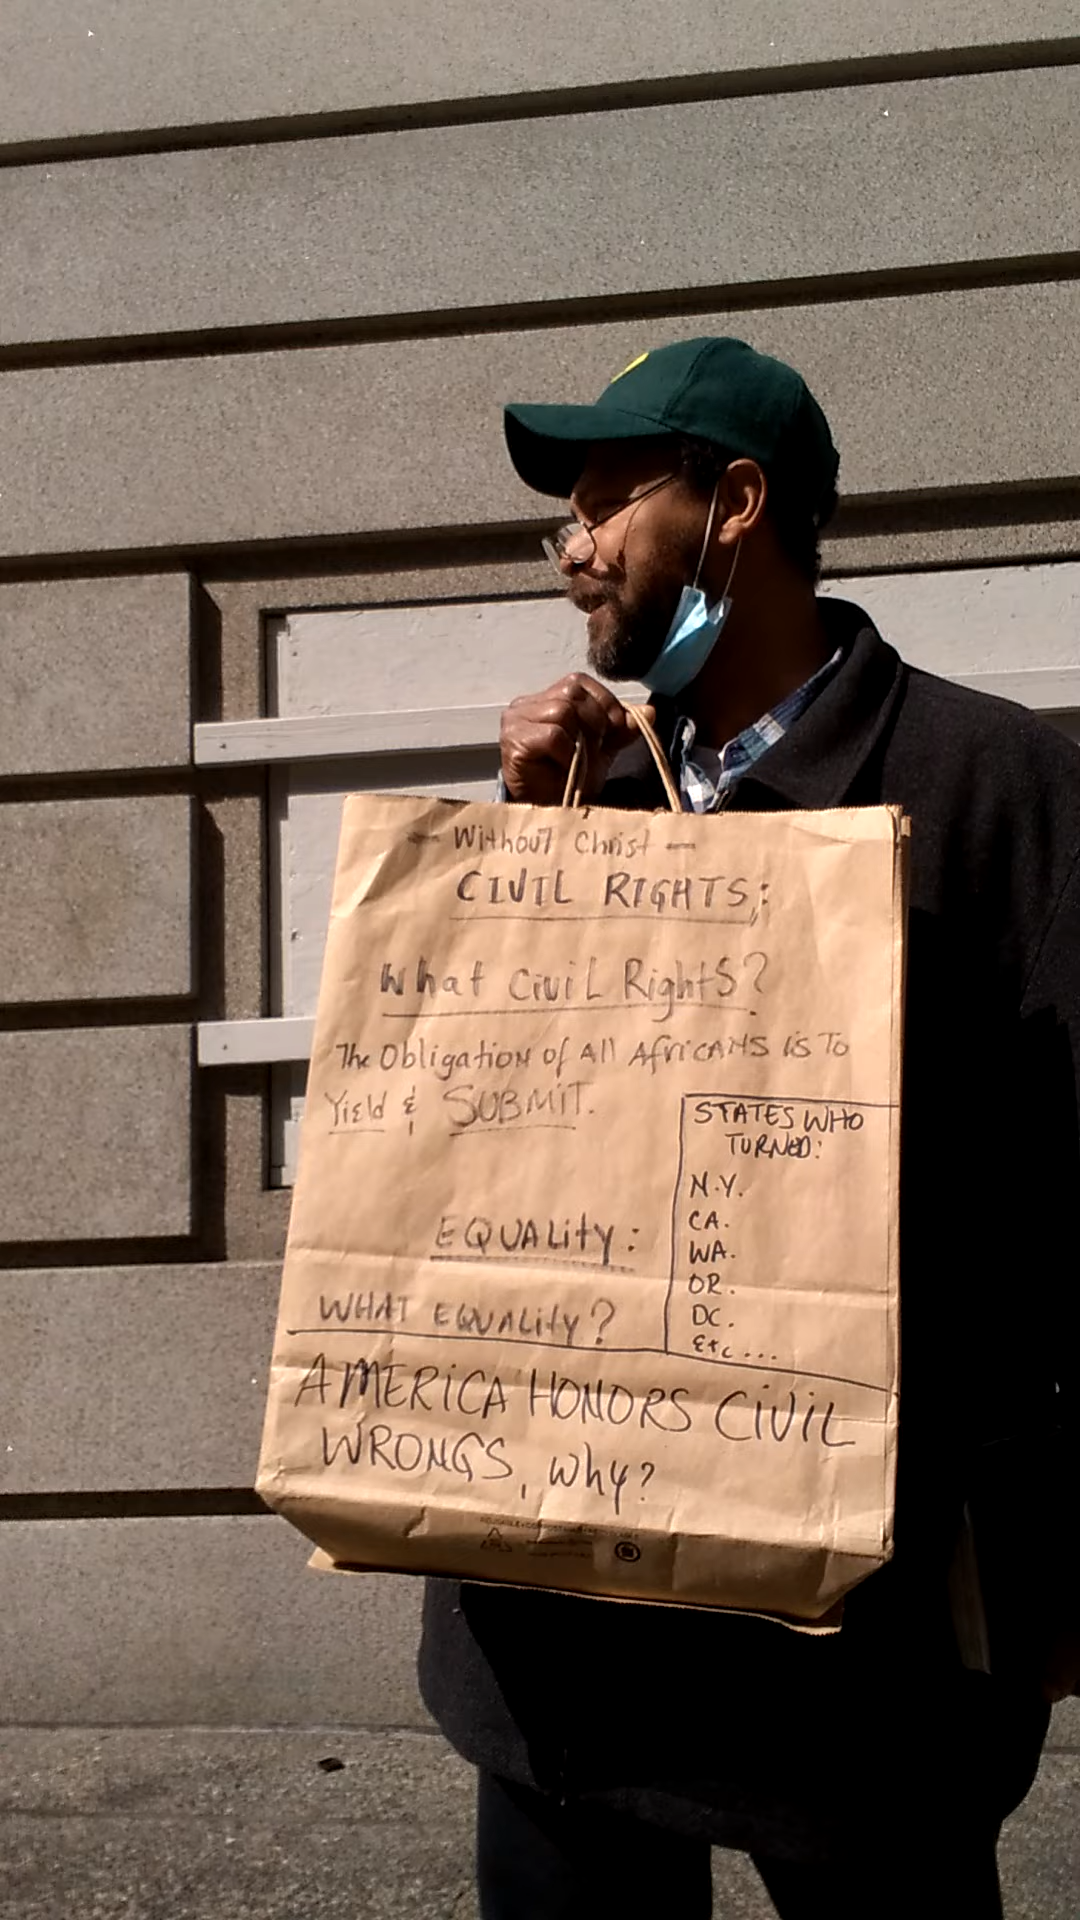 — Without Christ —
CIVIL RIGHTS;:
What Civil Rights?
The Obligation of All AfricANS is To
Yield & SUBMIT.
EQUALity:
WHAT EQUALity?
STATES WHO
TURNED:
N.Y.
CA.
WA.
OR.
DC.
Etc...
AMERiCA HONORS CiViL
WRONGS, Why?